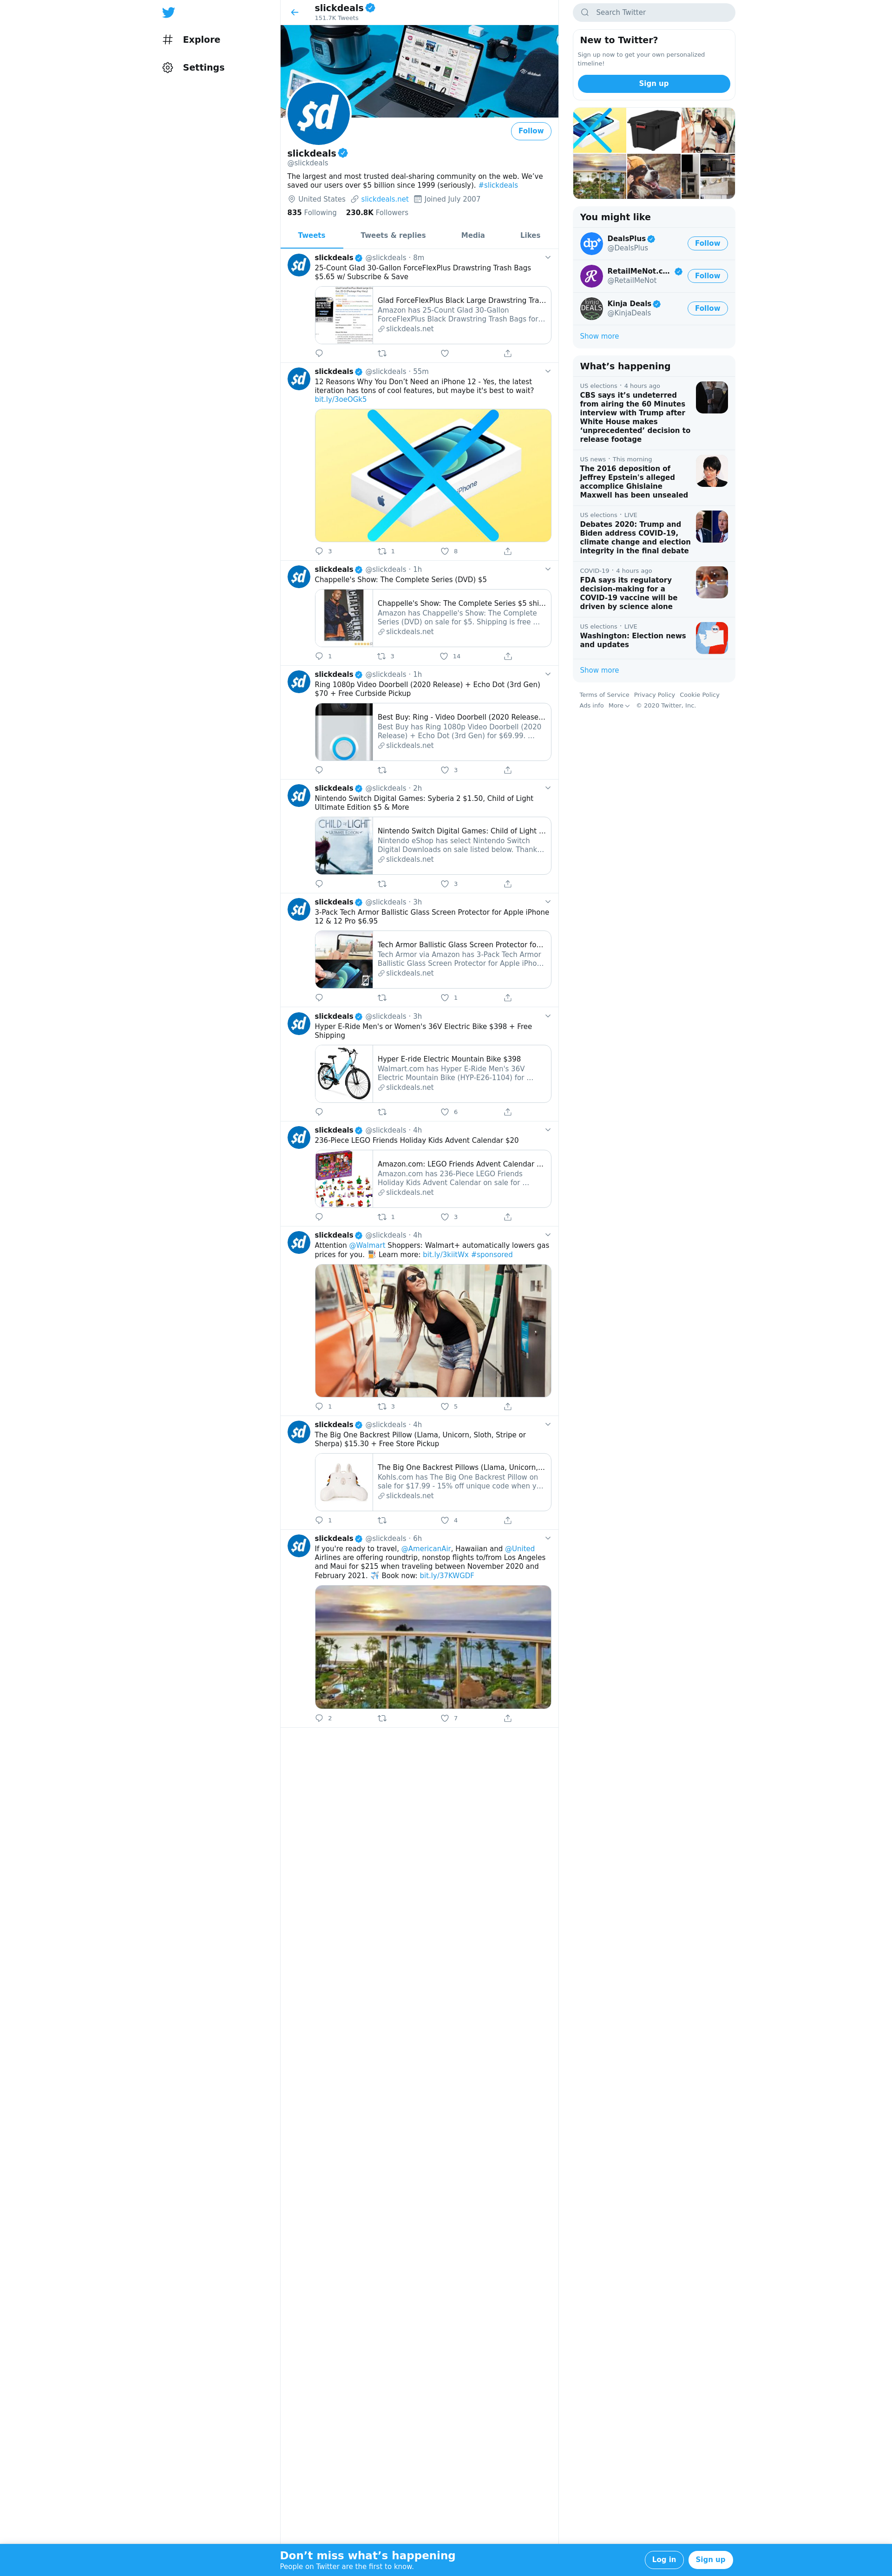 Explore
Settings
slickdeals
151.7K Tweets
$d
Follow
slickdeals
@slickdeals
The largest and most trusted deal-sharing community on the web. We've
saved our users over $5 billion since 1999 (seriously). #slickdeals
United States slickdeals.net Joined July 2007
835 Following 230.8K Followers
Tweets Tweets & replies Media Likes
slickdeals @slickdeals · 8m
25-Count Glad 30-Gallon ForceFlexPlus Drawstring Trash Bags
$5.65 w/ Subscribe & Save
Glad ForceFlexPlus Black Large Drawstring Tra...
Amazon has 25-Count Glad 30-Gallon
ForceFlexPlus Black Drawstring Trash Bags for...
slickdeals.net
slickdeals @slickdeals · 55m
12 Reasons Why You Don't Need an iPhone 12 - Yes, the latest
iteration has tons of cool features, but maybe it's best to wait?
bit.ly/3oeOGk5
iPhone
3 1 8
slickdeals @slickdeals · 1h
Chappelle's Show: The Complete Series (DVD) $5
CHAPPELLE'S
Chappelle's Show: The Complete Series $5 shi...
Amazon has Chappelle's Show: The Complete
Series (DVD) on sale for $5. Shipping is free ...
slickdeals.net
1 3 14
slickdeals @slickdeals · 1h
Ring 1080p Video Doorbell (2020 Release) + Echo Dot (3rd Gen)
$70 + Free Curbside Pickup
Best Buy: Ring - Video Doorbell (2020 Release...
Best Buy has Ring 1080p Video Doorbell (2020
Release) + Echo Dot (3rd Gen) for $69.99. ...
slickdeals.net
3
slickdeals @slickdeals · 2h
Nintendo Switch Digital Games: Syberia 2 $1.50, Child of Light
Ultimate Edition $5 & More
CHILD of LIGHT
Nintendo Switch Digital Games: Child of Light ...
Nintendo eShop has select Nintendo Switch
Digital Downloads on sale listed below. Thank...
slickdeals.net
3
slickdeals @slickdeals · 3h
3-Pack Tech Armor Ballistic Glass Screen Protector for Apple iPhone
12 & 12 Pro $6.95
Tech Armor Ballistic Glass Screen Protector fo...
Tech Armor via Amazon has 3-Pack Tech Armor
Ballistic Glass Screen Protector for Apple iPho...
slickdeals.net
1
slickdeals @slickdeals · 3h
Hyper E-Ride Men's or Women's 36V Electric Bike $398 + Free
Shipping
Hyper E-ride Electric Mountain Bike $398
Walmart.com has Hyper E-Ride Men's 36V
Electric Mountain Bike (HYP-E26-1104) for ...
slickdeals.net
6
slickdeals @slickdeals · 4h
236-Piece LEGO Friends Holiday Kids Advent Calendar $20
Amazon.com: LEGO Friends Advent Calendar ...
Amazon.com has 236-Piece LEGO Friends
Holiday Kids Advent Calendar on sale for ...
slickdeals.net
1 3
slickdeals @slickdeals · 4h
Attention @Walmart Shoppers: Walmart+ automatically lowers gas
prices for you. Learn more: bit.ly/3kiitWx #sponsored
1 3 5
slickdeals @slickdeals · 4h
The Big One Backrest Pillow (Llama, Unicorn, Sloth, Stripe or
Sherpa) $15.30 + Free Store Pickup
The Big One Backrest Pillows (Llama, Unicorn,...
Kohls.com has The Big One Backrest Pillow on
sale for $17.99 - 15% off unique code when y...
slickdeals.net
1 4
slickdeals @slickdeals · 6h
If you're ready to travel, @AmericanAir, Hawaiian and @United
Airlines are offering roundtrip, nonstop flights to/from Los Angeles
and Maui for $215 when traveling between November 2020 and
February 2021. Book now: bit.ly/37KWGDF
2 7
Search Twitter
New to Twitter?
Sign up now to get your own personalized
timeline!
Sign up
You might like
dp
DealsPlus
@DealsPlus
Follow
RetailMeNot.c...
@RetailMeNot
Follow
KINJA
DEALS
Kinja Deals
@KinjaDeals
Follow
Show more
What's happening
US elections · 4 hours ago
CBS says it's undeterred
from airing the 60 Minutes
interview with Trump after
White House makes
'unprecedented' decision to
release footage
US news · This morning
The 2016 deposition of
Jeffrey Epstein's alleged
accomplice Ghislaine
Maxwell has been unsealed
US elections · LIVE
Debates 2020: Trump and
Biden address COVID-19,
climate change and election
integrity in the final debate
COVID-19 · 4 hours ago
FDA says its regulatory
decision-making for a
COVID-19 vaccine will be
driven by science alone
US elections · LIVE
Washington: Election news
and updates
Show more
Terms of Service Privacy Policy Cookie Policy
Ads info More © 2020 Twitter, Inc.
Don't miss what's happening
People on Twitter are the first to know.
Log in Sign up